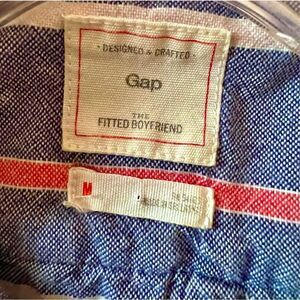 · DESIGNED & CRAFTED ·
Gap
THE
FITTED BOYFRIEND
M